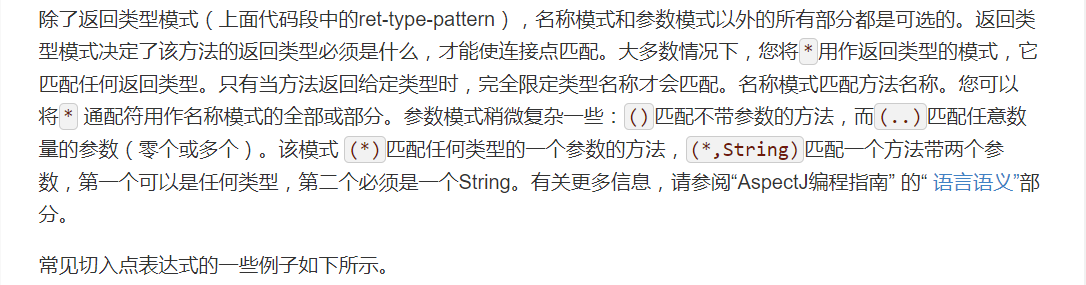 除了返回类型模式（上面代码段中的ret-type-pattern），名称模式和参数模式以外的所有部分都是可选的。返回类
型模式决定了该方法的返回类型必须是什么，才能使连接点匹配。大多数情况下，您将*用作返回类型的模式，它
匹配任何返回类型。只有当方法返回给定类型时，完全限定类型名称才会匹配。名称模式匹配方法名称。您可以
将* 通配符用作名称模式的全部或部分。参数模式稍微复杂一些：()匹配不带参数的方法，而(..)匹配任意数
量的参数（零个或多个）。该模式 (*)匹配任何类型的一个参数的方法，(*,String)匹配一个方法带两个参
数，第一个可以是任何类型，第二个必须是一个String。有关更多信息，请参阅“AspectJ编程指南” 的“ 语言语义”部
分。
常见切入点表达式的一些例子如下所示。